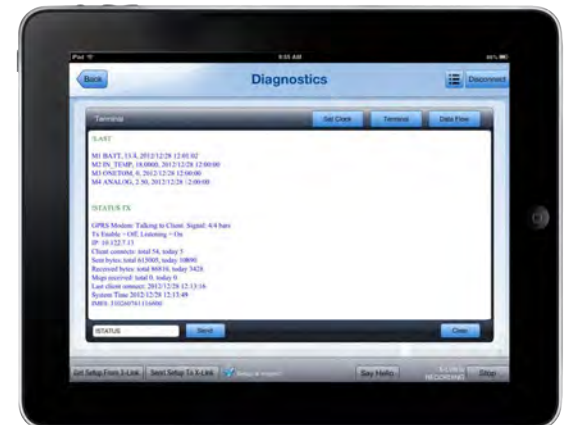 iPad
9:05 AM
Back
Diagnostics
Disconnect
Terminal
Set Clock
Terminal
Data Flow
!LAST
M1 BATT, 13.4, 2012/12/28 12:01:02
M2 IN_TEMP, 18.0000, 2012/12/28 12:00:00
M3 ONETOM, 0, 2012/12/28 12:00:00
M4 ANALOG, 2.50, 2012/12/28 12:00:00
!STATUS TX
GPRS Modem: Talking to Client. Signal: 4/4 bars
Tx Enable = Off, Listening = On
IP: 10.122.7.13
Client connects: total 54, today 5
Sent bytes: total 615005, today 10890
Received bytes: total 86816, today 3428
Msgs received: total 0, today 0
Last client connect: 2012/12/28 12:13:16
System Time 2012/12/28 12:13:49
!STATUS
Send
Clear
Get Setup From X-Link
Send Setup To X-Link
Say Hello
RECORDING
Stop